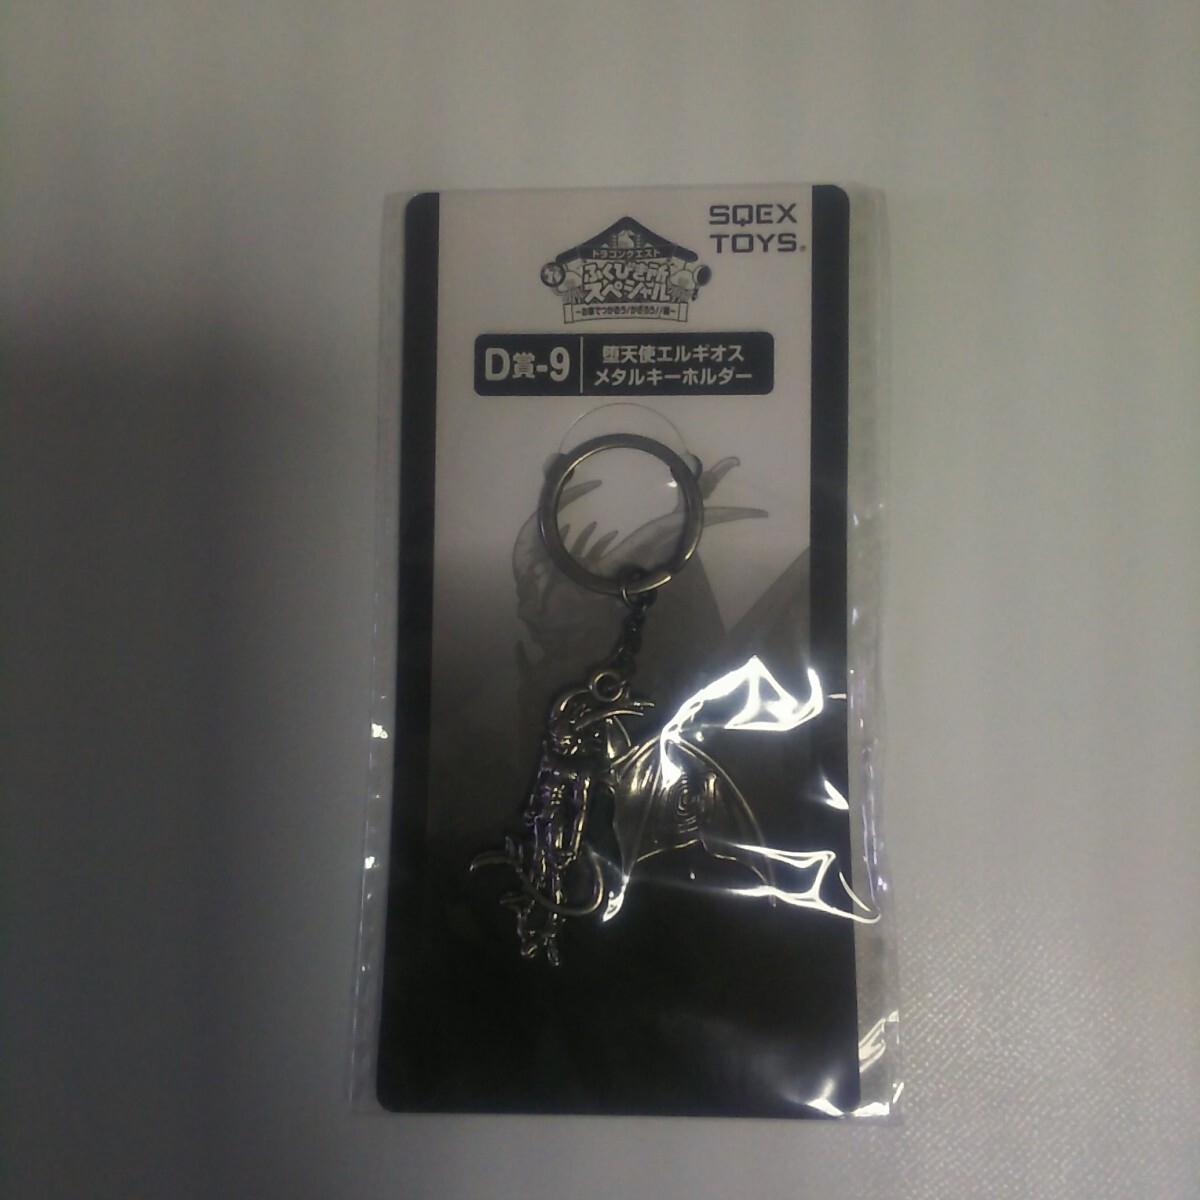 SQEX
TOYS
ドラゴンクエスト
ふくびき所
スペシャル
D賞-9
堕天使エルギオス
メタルキーホルダー